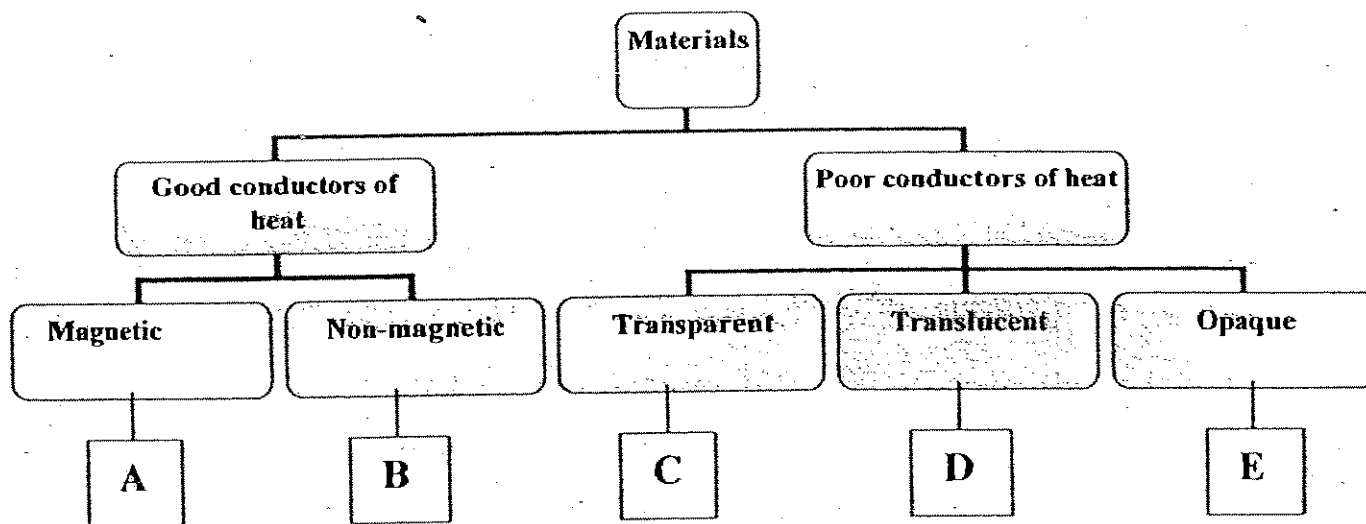 Materials
Good conductors of
heat
Poor conductors of heat
Magnetic
Non-magnetic
Transparent
Translucent
Opaque
A
B
C
D
E